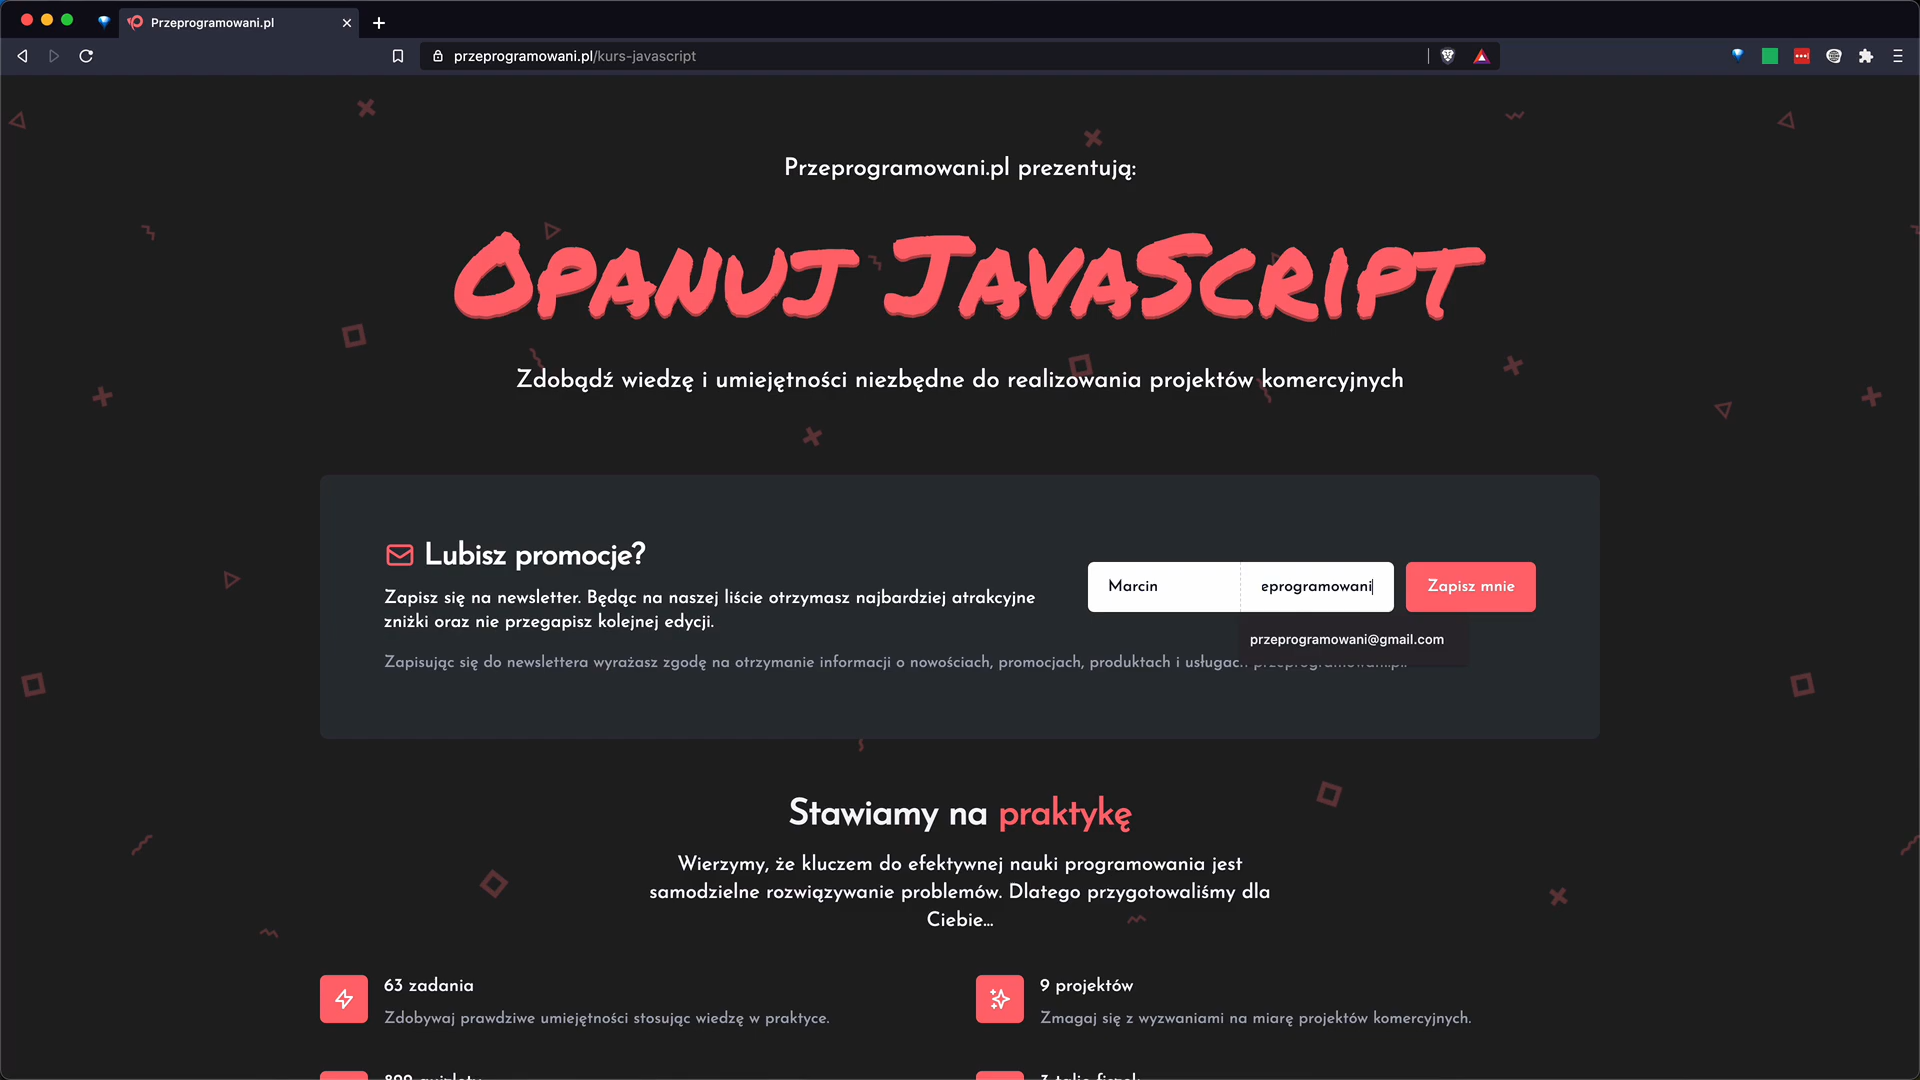 Przeprogramowani.pl
przeprogramowani.pl/kurs-javascript
Przeprogramowani.pl prezentują:
Opanuj JavaScript
Zdobądź wiedzę i umiejętności niezbędne do realizowania projektów komercyjnych
Lubisz promocje?
Zapisz się na newsletter. Będąc na naszej liście otrzymasz najbardziej atrakcyjne
zniżki oraz nie przegapisz kolejnej edycji.
Marcin
eprogramowani
Zapisz mnie
przeprogramowani@gmail.com
Zapisując się do newslettera wyrażasz zgodę na otrzymanie informacji o nowościach, promocjach, produktach i usługach przeprogramowani.pl.
Stawiamy na praktykę
Wierzymy, że kluczem do efektywnej nauki programowania jest
samodzielne rozwiązywanie problemów. Dlatego przygotowaliśmy dla
Ciebie...
63 zadania
Zdobywaj prawdziwe umiejętności stosując wiedzę w praktyce.
9 projektów
Zmagaj się z wyzwaniami na miarę projektów komercyjnych.